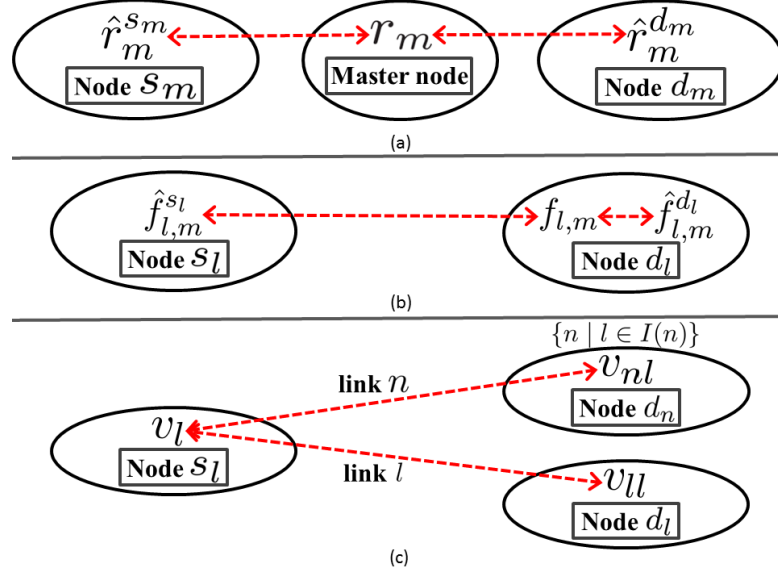 r̂_m^{s_m} r_m r̂_m^{d_m}
Node s_m Master node Node d_m
(a)
f̂_{l,m}^{s_l} f_{l,m} f̂_{l,m}^{d_l}
Node s_l Node d_l
(b)
{n | l ∈ I(n)}
v_{nl}
link n
Node d_n
v_l
Node s_l
link l
v_{ll}
Node d_l
(c)